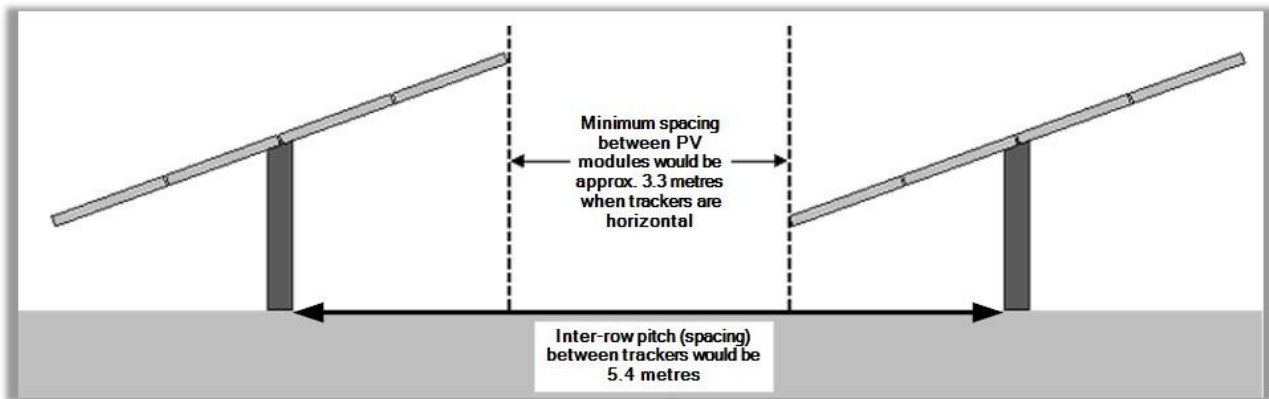 Minimum spacing
between PV
modules would be
approx. 3.3 metres
when trackers are
horizontal
Inter-row pitch (spacing)
between trackers would be
5.4 metres